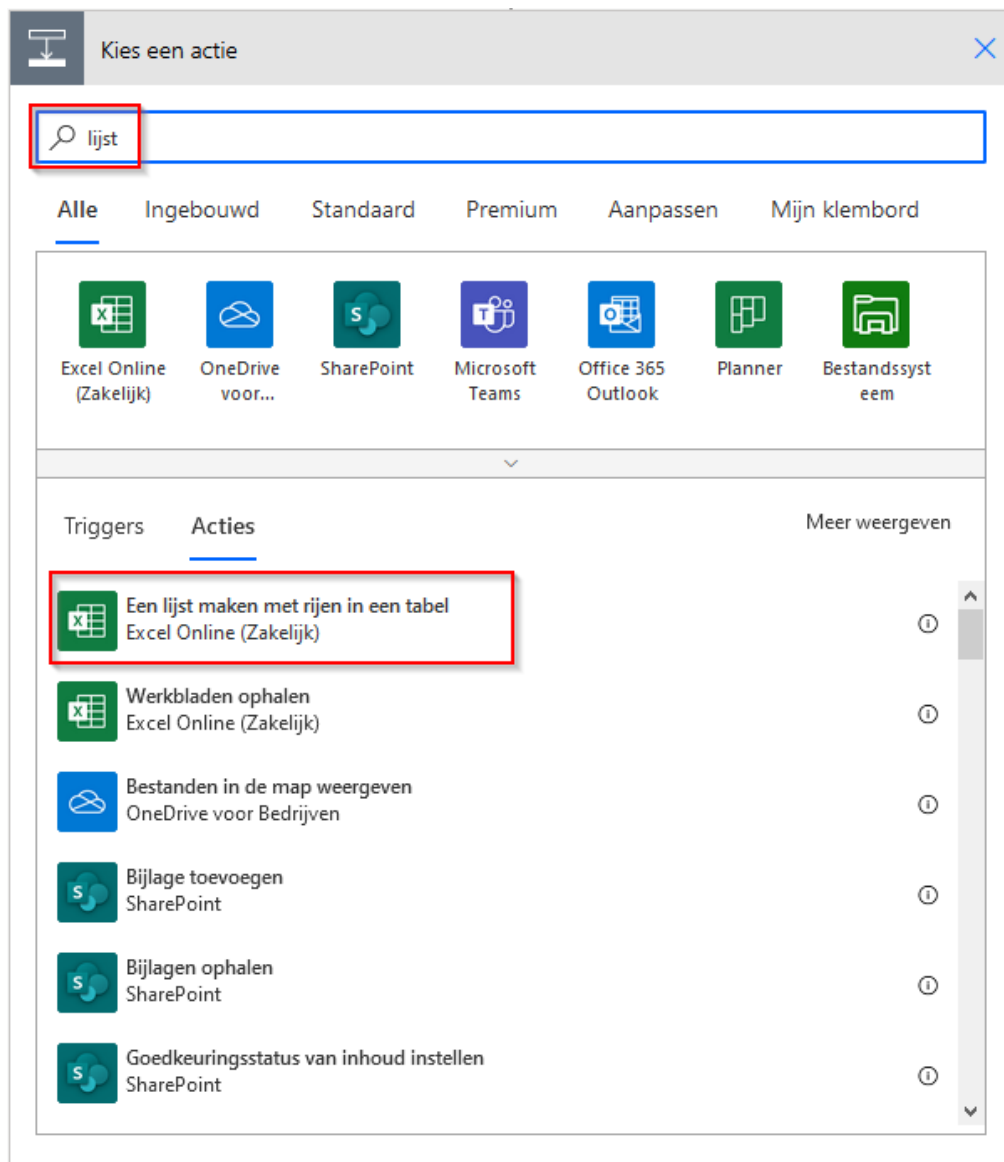 Kies een actie
lijst
Alle Ingebouwd Standaard Premium Aanpassen Mijn klembord
Excel Online OneDrive SharePoint Microsoft Office 365 Planner Bestandssyst
(Zakelijk) voor... Teams Outlook eem
Triggers Acties Meer weergeven
Een lijst maken met rijen in een tabel
Excel Online (Zakelijk)
Werkbladen ophalen
Excel Online (Zakelijk)
Bestanden in de map weergeven
OneDrive voor Bedrijven
Bijlage toevoegen
SharePoint
Bijlagen ophalen
SharePoint
Goedkeuringsstatus van inhoud instellen
SharePoint